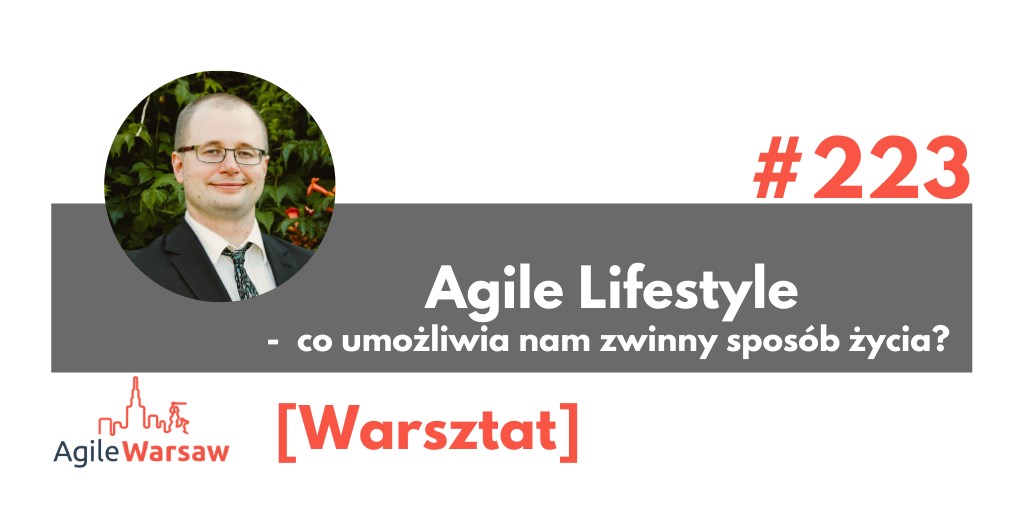 #223
Agile Lifestyle
- co umożliwia nam zwinny sposób życia?
[Warsztat]
AgileWarsaw